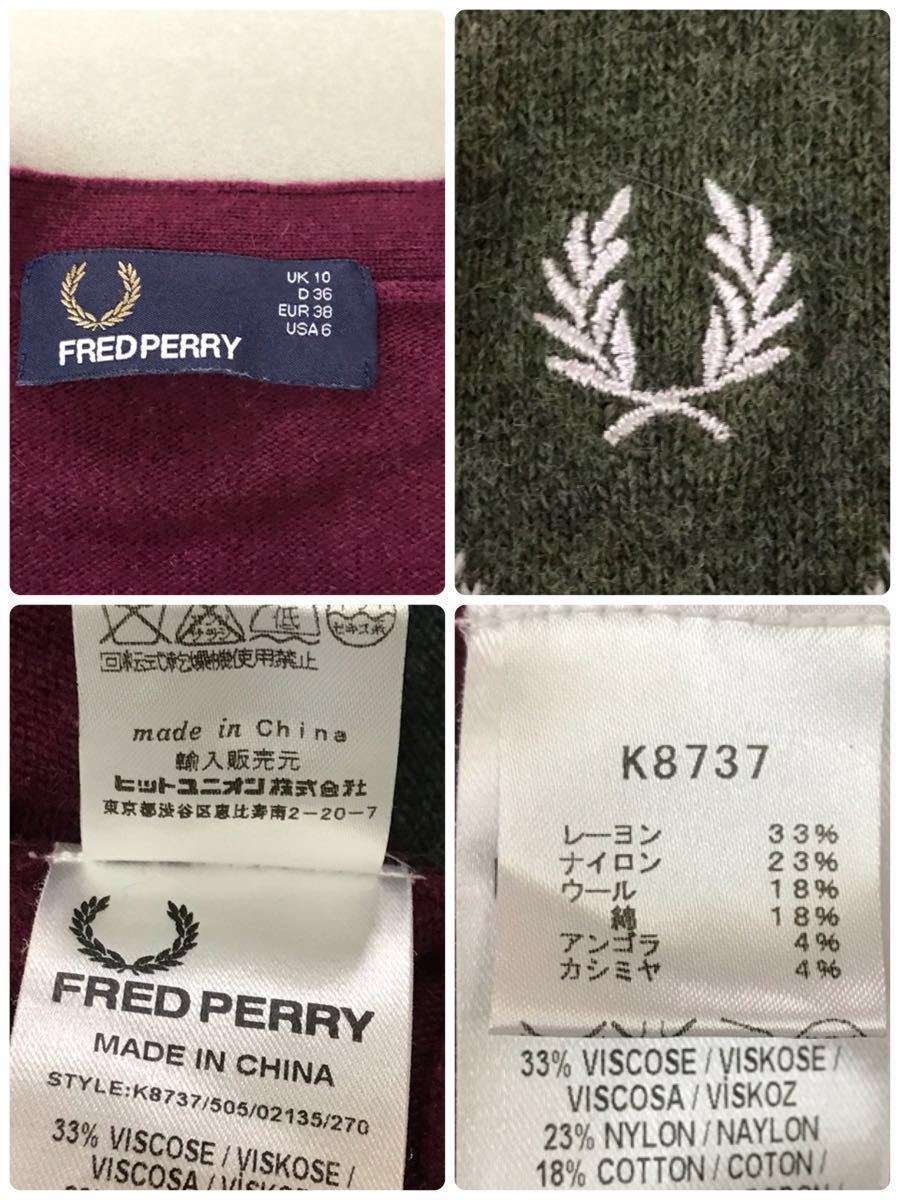 UK 10
D 36
EUR 38
USA 6
FRED PERRY
低
回転式乾燥機使用禁止
made in China
輸入販売元
ヒットユニオン株式会社
東京都渋谷区恵比寿南2-20-7
FRED PERRY
MADE IN CHINA
STYLE:K8737/505/02135/270
33% VISCOSE / VISKOSE /
VISCOSA / VİSKOZ
K8737
レーヨン 33%
ナイロン 23%
ウール 18%
綿 18%
アンゴラ 4%
カシミヤ 4%
33% VISCOSE / VISKOSE /
VISCOSA / VİSKOZ
23% NYLON / NAYLON
18% COTTON / COTON /